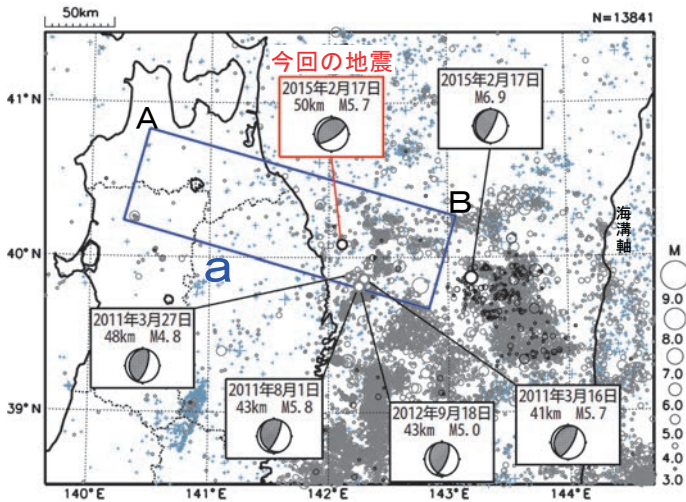 50km
N=13841
今回の地震
2015年2月17日
50km M5.7
2015年2月17日
M6.9
A
B
a
海溝軸
2011年3月27日
48km M4.8
2011年8月1日
43km M5.8
2012年9月18日
43km M5.0
2011年3月16日
41km M5.7
41°N
40°N
39°N
140°E
141°E
142°E
143°E
144°E
M
9.0
8.0
7.0
6.0
5.0
4.0
3.0